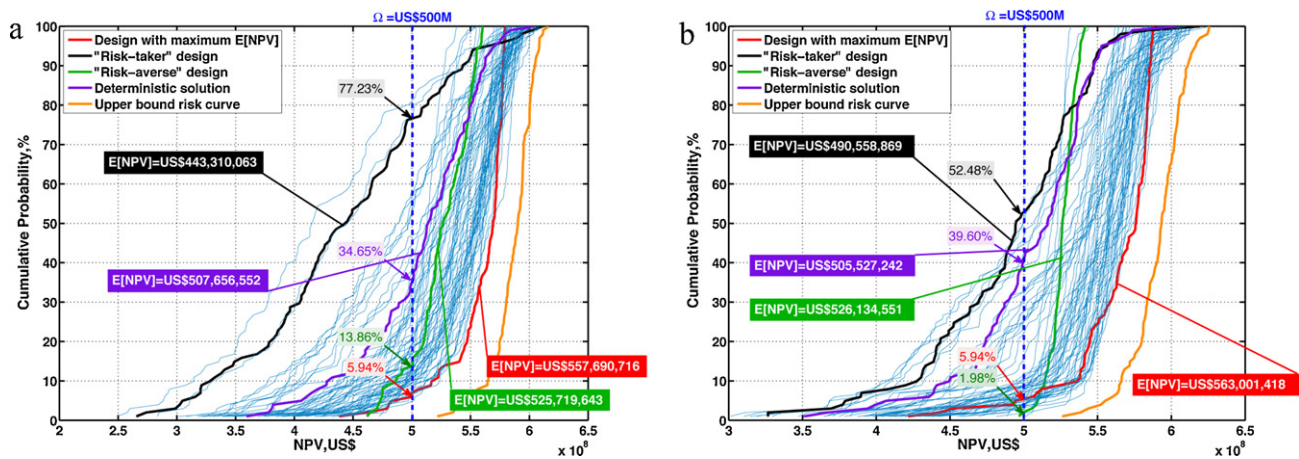 a
Ω =US$500M
Design with maximum E[NPV]
"Risk-taker" design
"Risk-averse" design
Deterministic solution
Upper bound risk curve
100
90
80
70
60
50
40
30
20
10
0
Cumulative Probability,%
77.23%
E[NPV]=US$443,310,063
34.65%
E[NPV]=US$507,656,552
13.86%
5.94%
E[NPV]=US$557,690,716
E[NPV]=US$525,719,643
2 2.5 3 3.5 4 4.5 5 5.5 6 6.5
NPV,US$
x 10^8
b
Ω =US$500M
Design with maximum E[NPV]
"Risk-taker" design
"Risk-averse" design
Deterministic solution
Upper bound risk curve
100
90
80
70
60
50
40
30
20
10
0
Cumulative Probability,%
E[NPV]=US$490,558,869
52.48%
39.60%
E[NPV]=US$505,527,242
E[NPV]=US$526,134,551
5.94%
1.98%
E[NPV]=US$563,001,418
3 3.5 4 4.5 5 5.5 6 6.5
NPV,US$
x 10^8